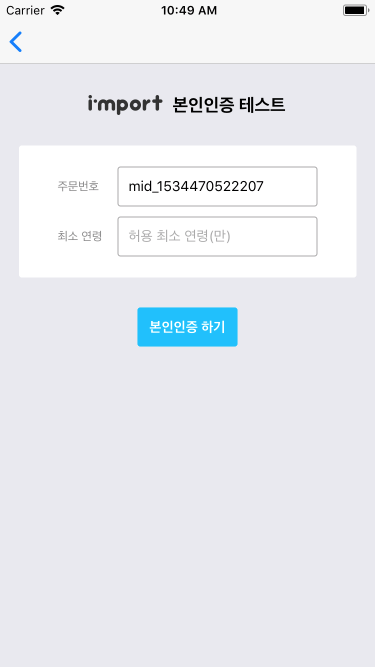 Carrier 10:49 AM
i'mport 본인인증 테스트
주문번호 mid_1534470522207
최소 연령 허용 최소 연령(만)
본인인증 하기